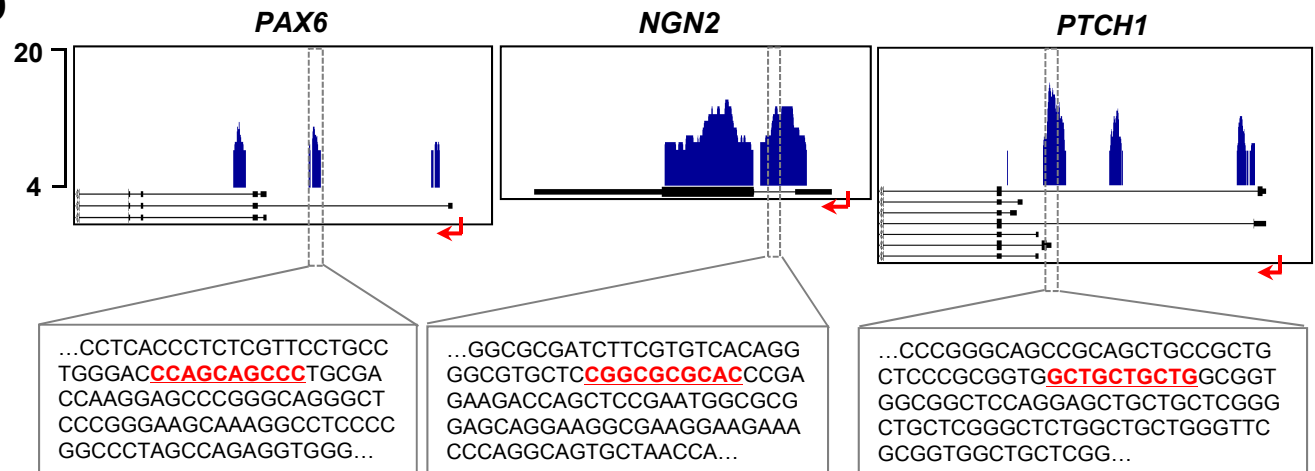 PAX6 NGN2 PTCH1
20
4
…CCTCACCCTCTCGTTCCTGCC
TGGGACCCAGCAGCCCTGCGA
CCAAGGAGCCCGGGCAGGGCT
CCCGGGAAGCAAAGGCCTCCCC
GGCCCTAGCCAGAGGTGGG…
…GGCGCGATCTTCGTGTCACAGG
GGCGTGCTCCGGCGCGCACCCGA
GAAGACCAGCTCCGAATGGCGCG
GAGCAGGAAGGCGAAGGAAGAAA
CCCAGGCAGTGCTAACCA…
…CCCGGGCAGCCGCAGCTGCCGCTG
CTCCCGCGGTGGCTGCTGCTGGCGGT
GGCGGCTCCAGGAGCTGCTGCTCGGG
CTGCTCGGGCTCTGGCTGCTGGGTTC
GCGGTGGCTGCTCGG…